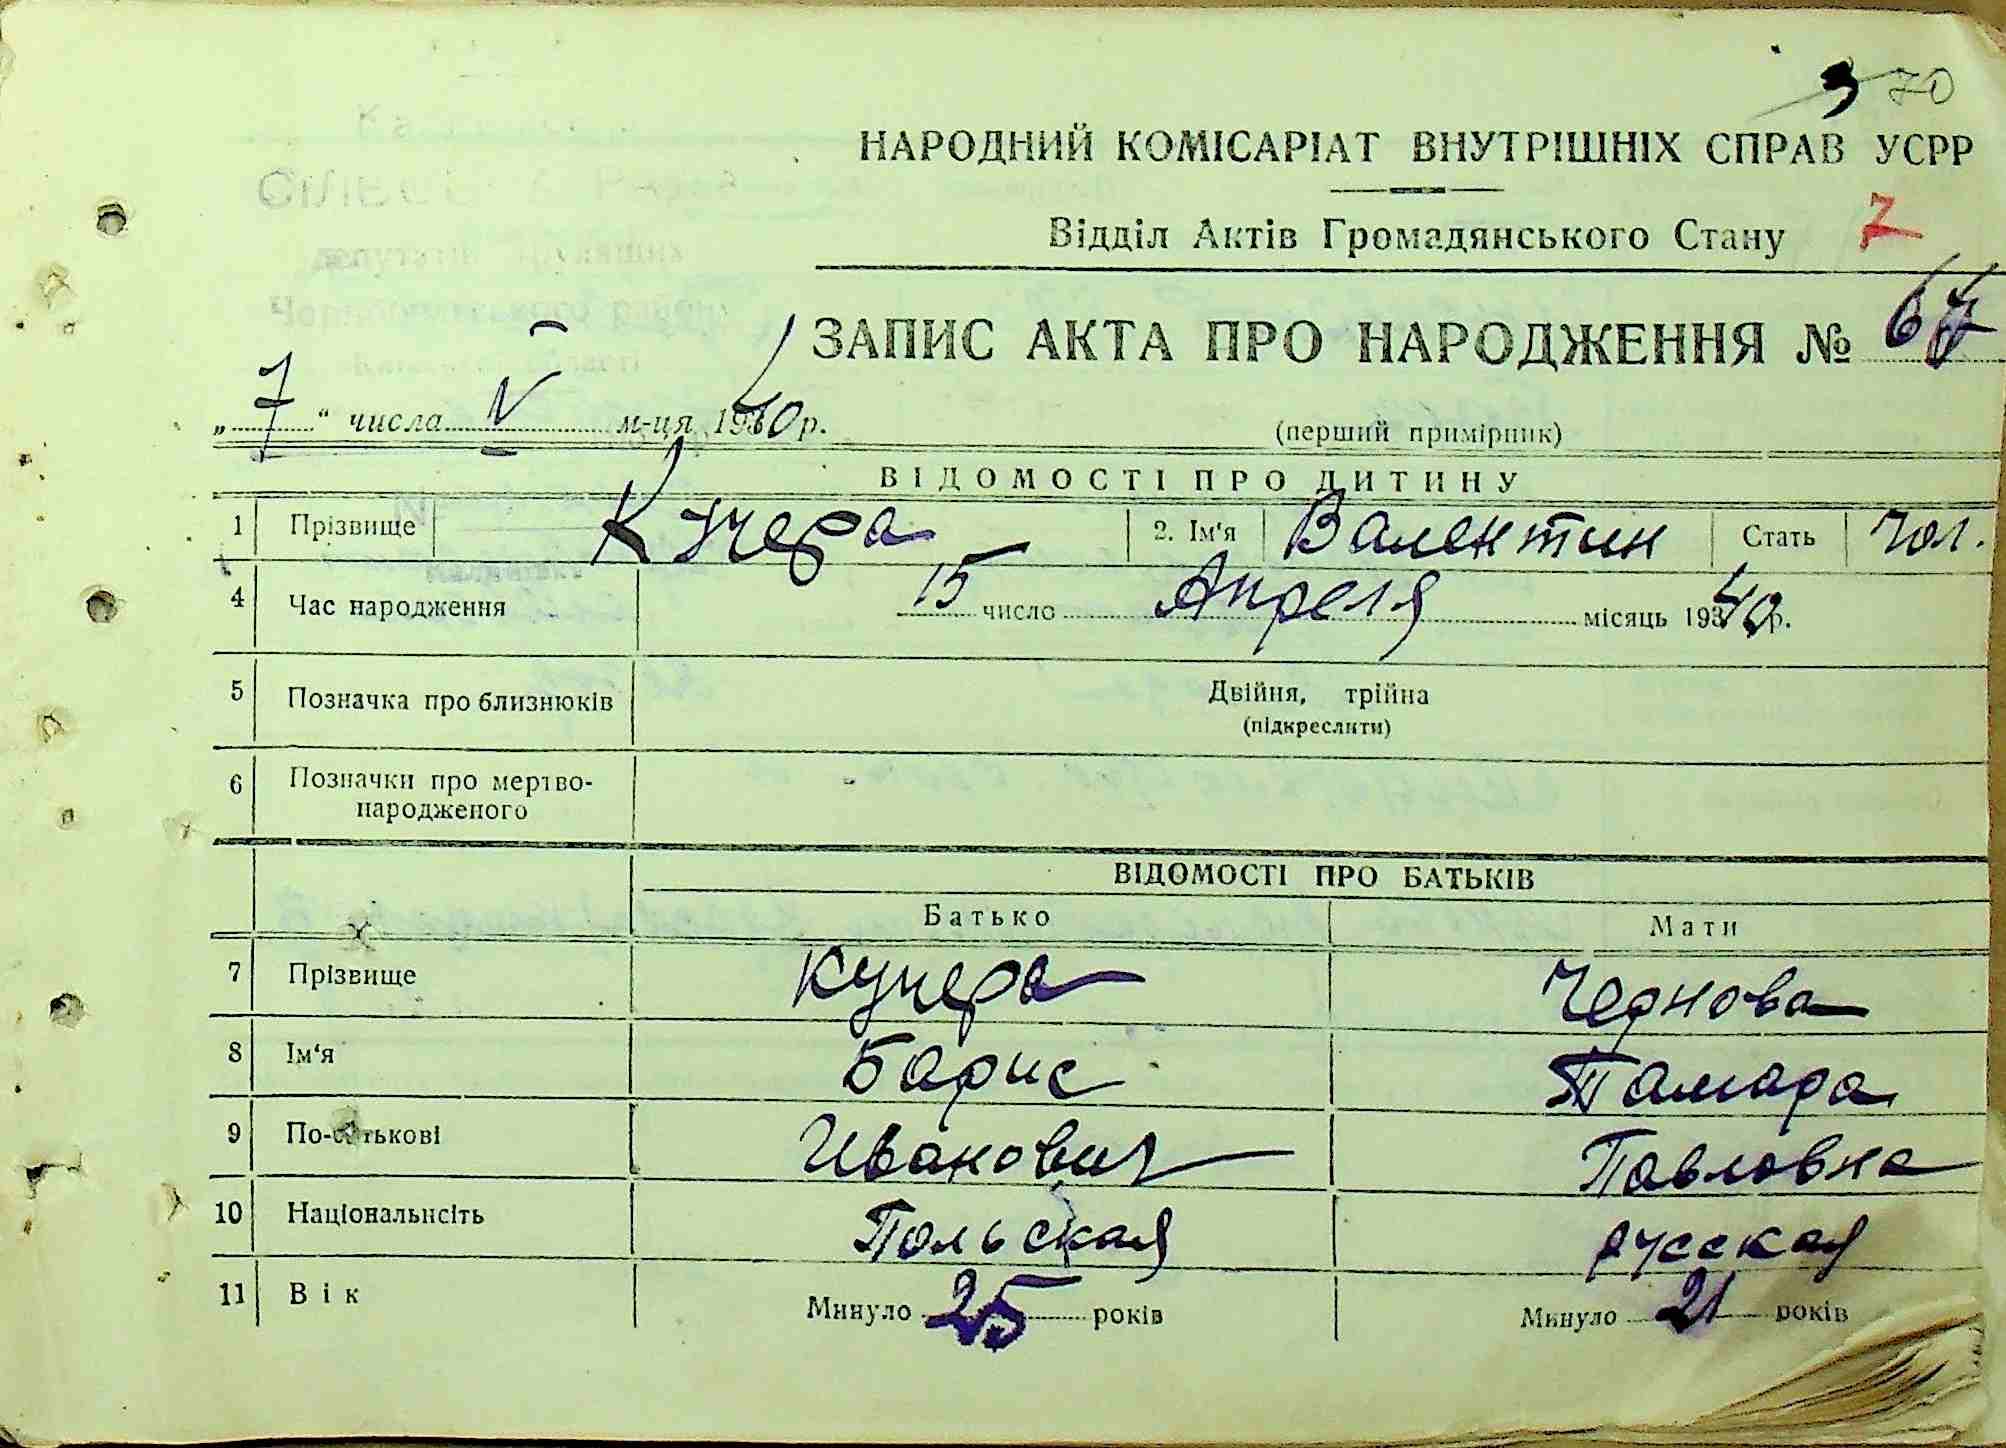 70
НАРОДНИЙ КОМІСАРІАТ ВНУТРІШНІХ СПРАВ УСРР
Відділ Актів Громадянського Стану 7
ЗАПИС АКТА ПРО НАРОДЖЕННЯ №
„7“ числа V м-ця 1940 р.
(перший примірник)
ВІДОМОСТІ ПРО ДИТИНУ
1 Прізвище Кучера 2. Ім'я Валентин Стать чол.
4 Час народження 15 число Апреля місяць 1940 р.
5 Позначка про близнюків Двійня, трійна
(підкреслити)
6 Позначки про мертво-
народженого
ВІДОМОСТІ ПРО БАТЬКІВ
Батько Мати
7 Прізвище Кучера Чернова
8 Ім'я Барис Тамара
9 По-батькові Иванович Павловна
10 Національнсіть Польская русская
11 Вік Минуло 25 років Минуло 21 років